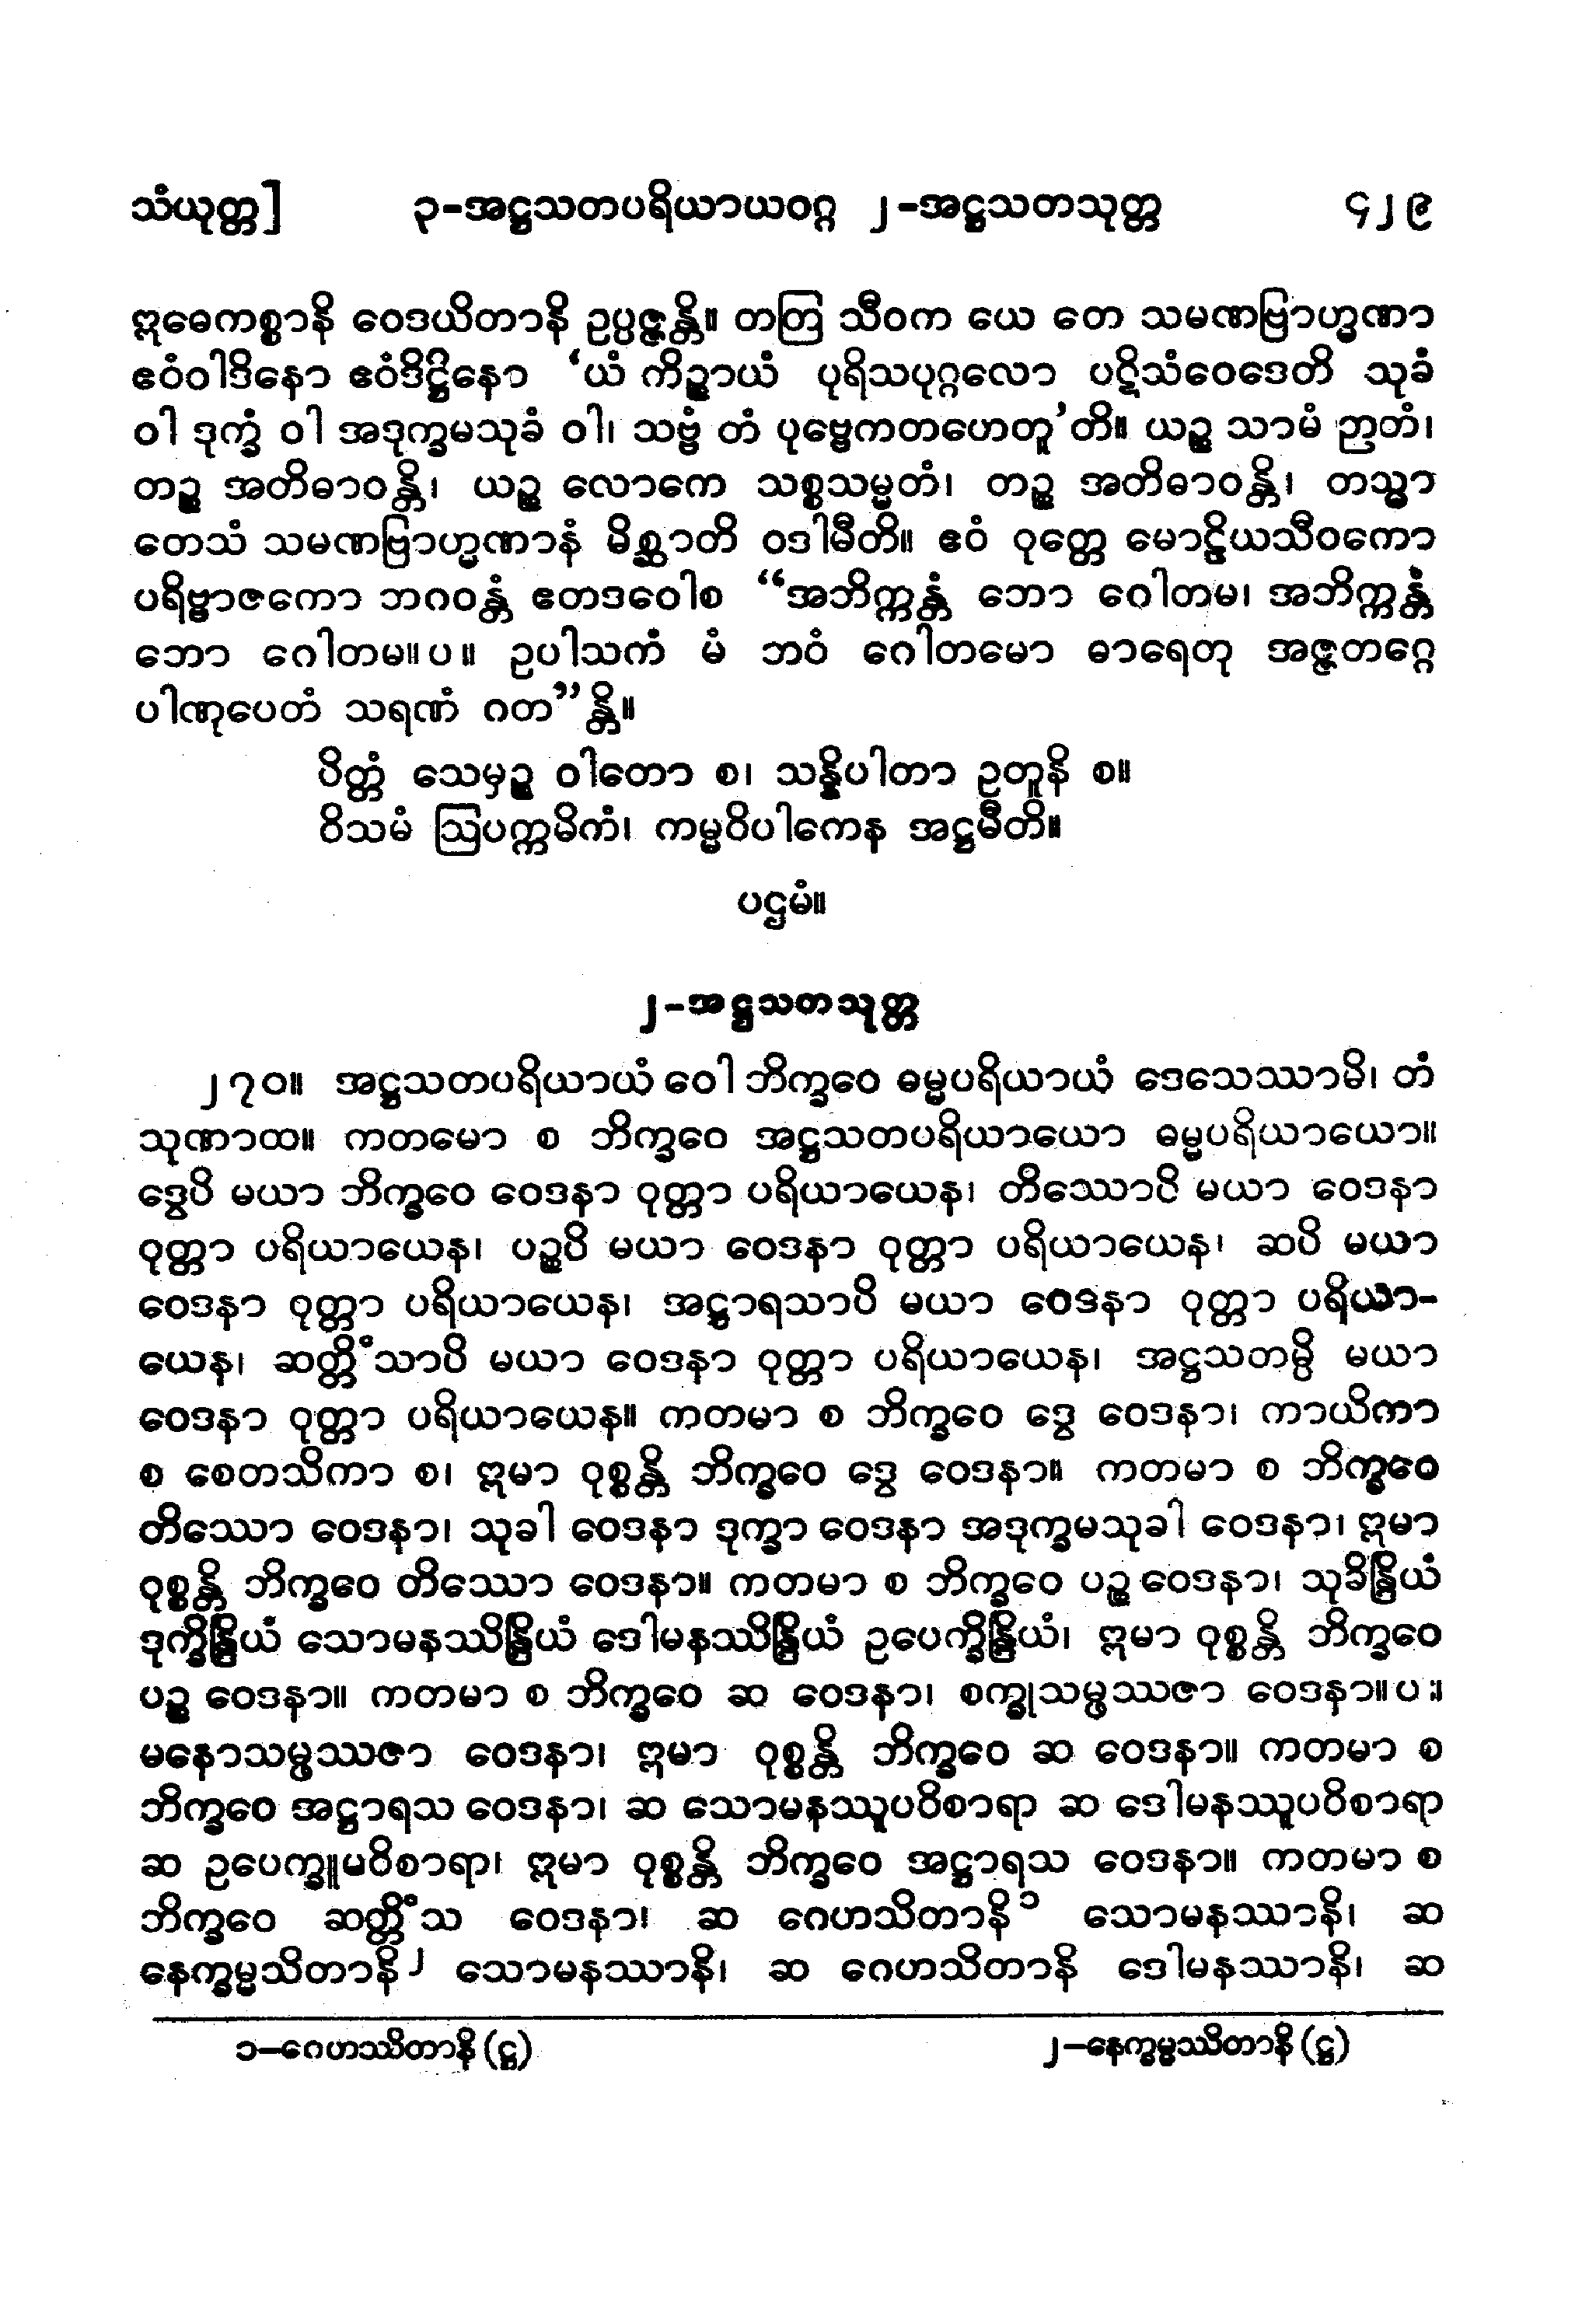 သံယုတ္တ] ၃-အဋ္ဌသတပရိယာယဝဂ္ဂ ၂-အဋ္ဌသတသုတ္တ ၄၂၉
ဣဓေကစ္စာနိ ဝေဒယိတာနိ ဥပ္ပဇ္ဇန္တိ။ တတြ သီဝက ယေ တေ သမဏဗြာဟ္မဏာ
ဧဝံဝါဒိနော ဧဝံဒိဋ္ဌိနော ‘ယံ ကိဉ္စာယံ ပုရိသပုဂ္ဂလော ပဋိသံဝေဒေတိ သုခံ
ဝါ ဒုက္ခံ ဝါ အဒုက္ခမသုခံ ဝါ၊ သဗ္ဗံ တံ ပုဗ္ဗေကတဟေတူ’တိ။ ယဉ္စ သာမံ ဉာတံ၊
တဉ္စ အတိဓာဝန္တိ၊ ယဉ္စ လောကေ သစ္စသမ္မတံ၊ တဉ္စ အတိဓာဝန္တိ၊ တသ္မာ
တေသံ သမဏဗြာဟ္မဏာနံ မိစ္ဆာတိ ဝဒါမီတိ။ ဧဝံ ဝုတ္တေ မောဠိယသီဝကော
ပရိဗ္ဗာဇကော ဘဂဝန္တံ ဧတဒဝေါစ “အဘိက္ကန္တံ ဘော ဂေါတမ၊ အဘိက္ကန္တံ
ဘော ဂေါတမ။ပ။ ဥပါသကံ မံ ဘဝံ ဂေါတမော ဓာရေတု အဇ္ဇတဂ္ဂေ
ပါဏုပေတံ သရဏံ ဂတ”န္တိ။
ပိတ္တံ သေမှဉ္စ ဝါတော စ၊ သန္နိပါတာ ဥတူနိ စ။
ဝိသမံ ဩပက္ကမိကံ၊ ကမ္မဝိပါကေန အဋ္ဌမီတိ။
ပဌမံ။
၂-အဋ္ဌသတသုတ္တ
၂၇၀။ အဋ္ဌသတပရိယာယံ ဝေါ ဘိက္ခဝေ ဓမ္မပရိယာယံ ဒေသေဿာမိ၊ တံ
သုဏာထ။ ကတမော စ ဘိက္ခဝေ အဋ္ဌသတပရိယာယော ဓမ္မပရိယာယော။
ဒွေပိ မယာ ဘိက္ခဝေ ဝေဒနာ ဝုတ္တာ ပရိယာယေန၊ တိဿောပိ မယာ ဝေဒနာ
ဝုတ္တာ ပရိယာယေန၊ ပဉ္စပိ မယာ ဝေဒနာ ဝုတ္တာ ပရိယာယေန၊ ဆပိ မယာ
ဝေဒနာ ဝုတ္တာ ပရိယာယေန၊ အဋ္ဌာရသာပိ မယာ ဝေဒနာ ဝုတ္တာ ပရိယာ-
ယေန၊ ဆတ္တိံသာပိ မယာ ဝေဒနာ ဝုတ္တာ ပရိယာယေန၊ အဋ္ဌသတမ္ပိ မယာ
ဝေဒနာ ဝုတ္တာ ပရိယာယေန။ ကတမာ စ ဘိက္ခဝေ ဒွေ ဝေဒနာ၊ ကာယိကာ
စ စေတသိကာ စ၊ ဣမာ ဝုစ္စန္တိ ဘိက္ခဝေ ဒွေ ဝေဒနာ။ ကတမာ စ ဘိက္ခဝေ
တိဿော ဝေဒနာ၊ သုခါ ဝေဒနာ ဒုက္ခာ ဝေဒနာ အဒုက္ခမသုခါ ဝေဒနာ၊ ဣမာ
ဝုစ္စန္တိ ဘိက္ခဝေ တိဿော ဝေဒနာ။ ကတမာ စ ဘိက္ခဝေ ပဉ္စ ဝေဒနာ၊ သုခိန္ဒြိယံ
ဒုက္ခိန္ဒြိယံ သောမနဿိန္ဒြိယံ ဒေါမနဿိန္ဒြိယံ ဥပေက္ခိန္ဒြိယံ၊ ဣမာ ဝုစ္စန္တိ ဘိက္ခဝေ
ပဉ္စ ဝေဒနာ။ ကတမာ စ ဘိက္ခဝေ ဆ ဝေဒနာ၊ စက္ခုသမ္ဖဿဇာ ဝေဒနာ။ပ။
မနောသမ္ဖဿဇာ ဝေဒနာ၊ ဣမာ ဝုစ္စန္တိ ဘိက္ခဝေ ဆ ဝေဒနာ။ ကတမာ စ
ဘိက္ခဝေ အဋ္ဌာရသ ဝေဒနာ၊ ဆ သောမနဿူပဝိစာရာ ဆ ဒေါမနဿူပဝိစာရာ
ဆ ဥပေက္ခူမဝိစာရာ၊ ဣမာ ဝုစ္စန္တိ ဘိက္ခဝေ အဋ္ဌာရသ ဝေဒနာ။ ကတမာ စ
ဘိက္ခဝေ ဆတ္တိံသ ဝေဒနာ၊ ဆ ဂေဟသိတာနိ၁ သောမနဿာနိ၊ ဆ
နေက္ခမ္မသိတာနိ၂ သောမနဿာနိ၊ ဆ ဂေဟသိတာနိ ဒေါမနဿာနိ၊ ဆ
၁–ဂေဟဿိတာနိ (ဋ္ဌ) ၂–နေက္ခမ္မဿိတာနိ (ဋ္ဌ)